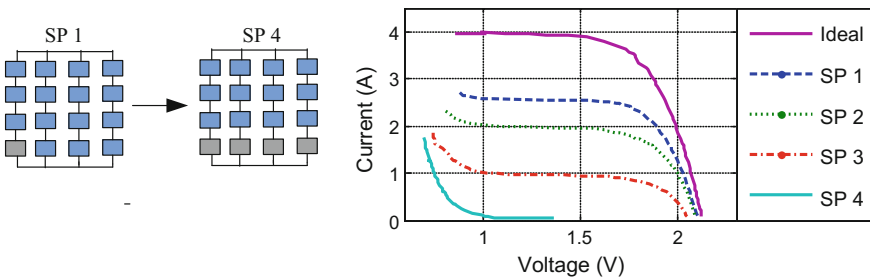 SP 1
SP 4
Current (A)
4
3
2
1
0
1
1.5
2
Voltage (V)
Ideal
SP 1
SP 2
SP 3
SP 4